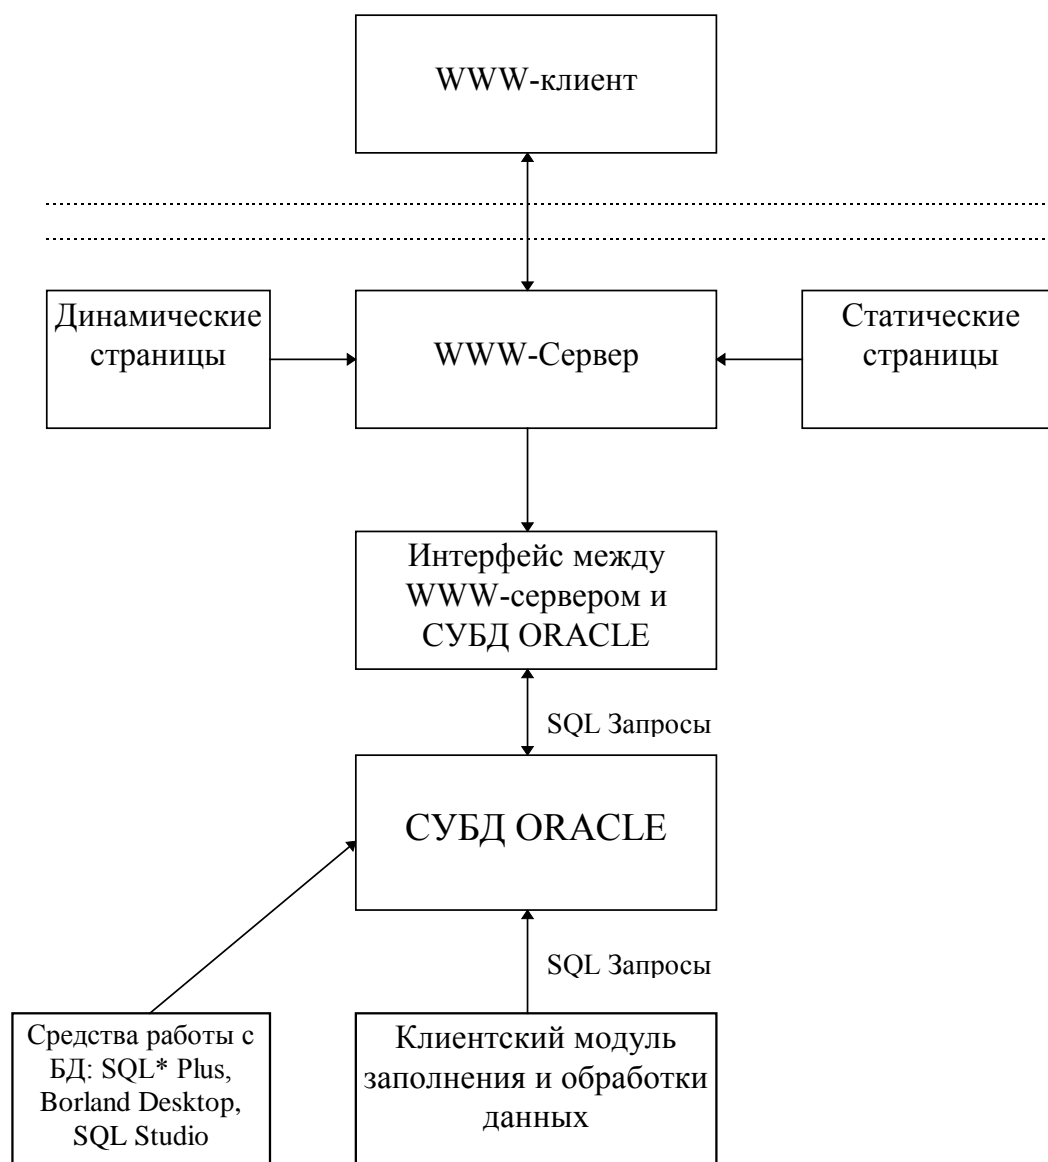 WWW-клиент
Динамические
страницы
WWW-Сервер
Статические
страницы
Интерфейс между
WWW-сервером и
СУБД ORACLE
SQL Запросы
СУБД ORACLE
SQL Запросы
Средства работы с
БД: SQL* Plus,
Borland Desktop,
SQL Studio
Клиентский модуль
заполнения и обработки
данных